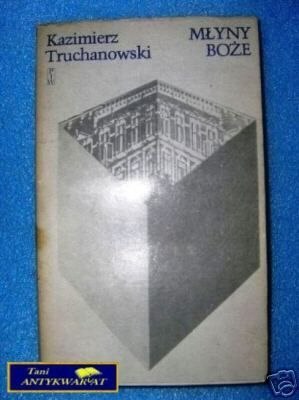 Kazimierz
Truchanowski
MŁYNY
BOŻE
Tani
ANTYKWARIAT